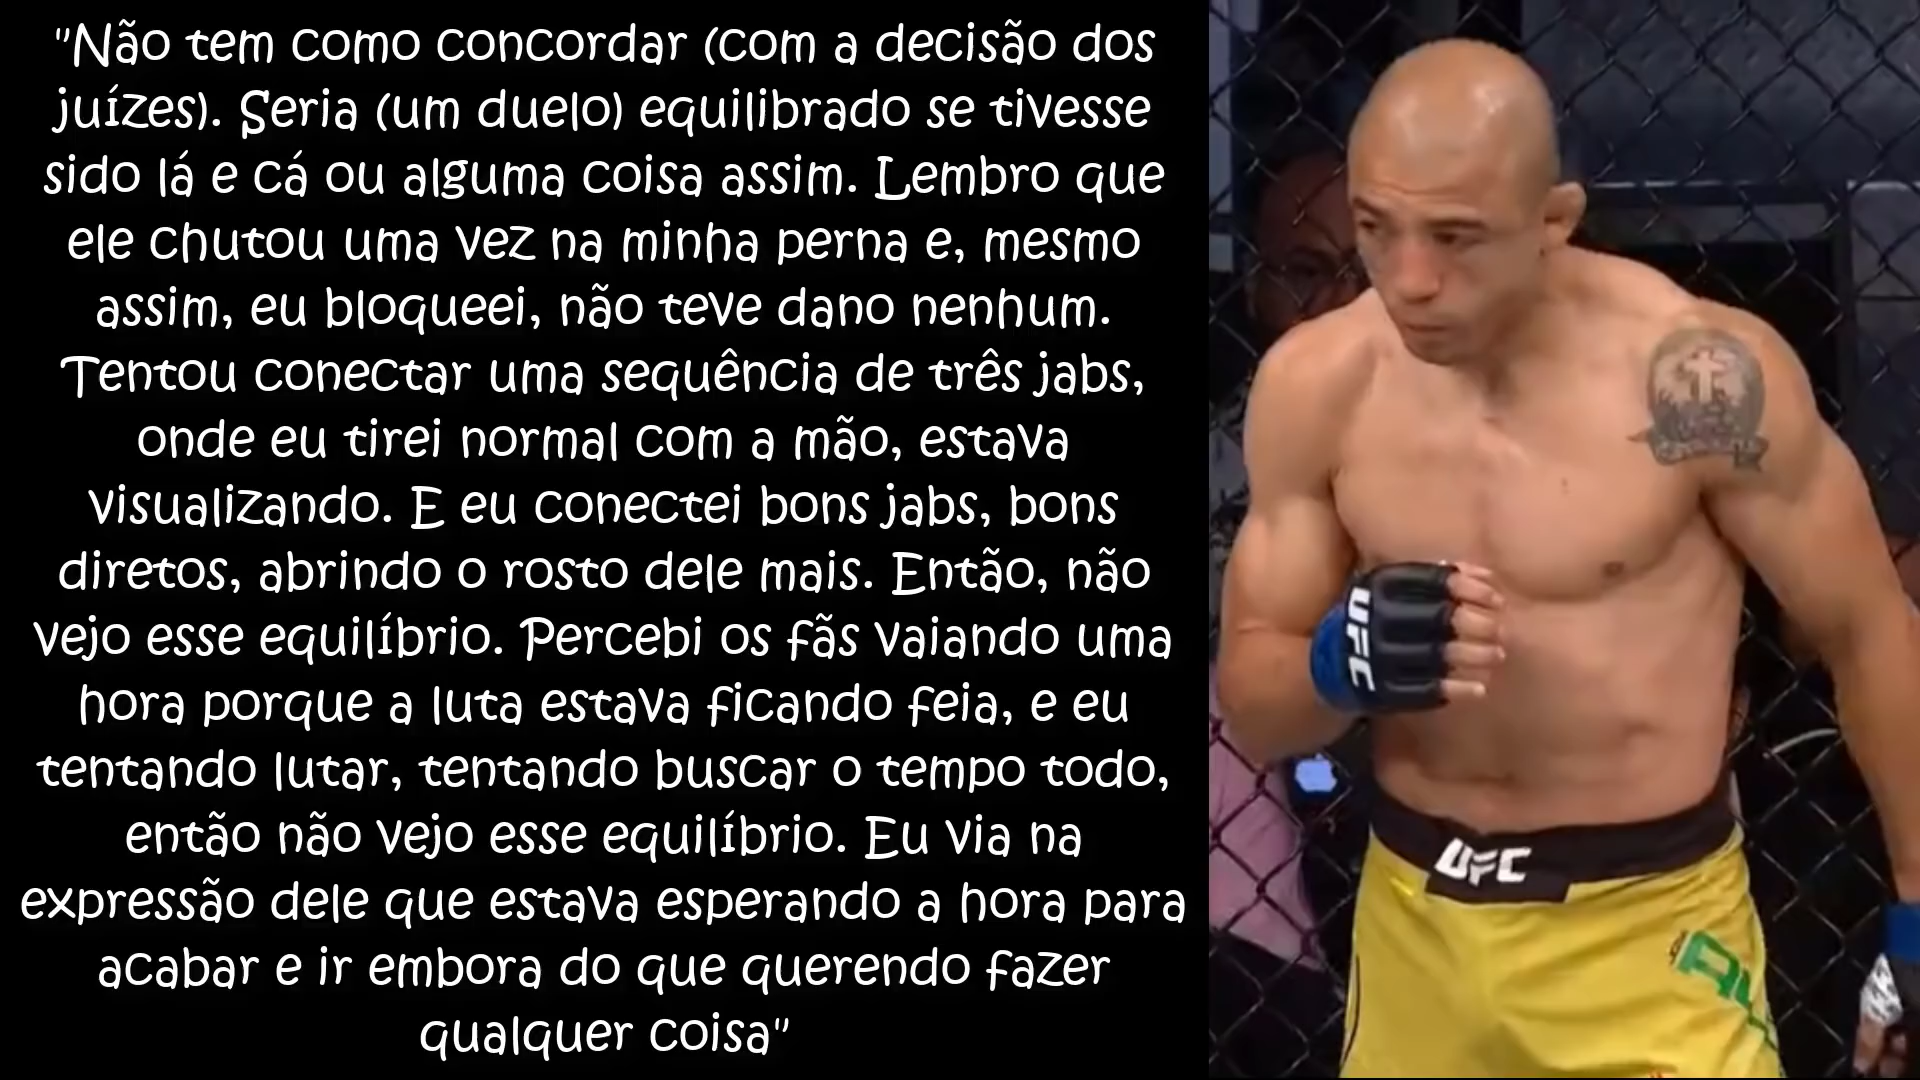 "Não tem como concordar (com a decisão dos
juízes). Seria (um duelo) equilibrado se tivesse
sido lá e cá ou alguma coisa assim. Lembro que
ele chutou uma vez na minha perna e, mesmo
assim, eu bloqueei, não teve dano nenhum.
Tentou conectar uma sequência de três jabs,
onde eu tirei normal com a mão, estava
visualizando. E eu conectei bons jabs, bons
diretos, abrindo o rosto dele mais. Então, não
vejo esse equilíbrio. Percebi os fãs vaiando uma
hora porque a luta estava ficando feia, e eu
tentando lutar, tentando buscar o tempo todo,
então não vejo esse equilíbrio. Eu via na
expressão dele que estava esperando a hora para
acabar e ir embora do que querendo fazer
qualquer coisa"
UFC
UFC